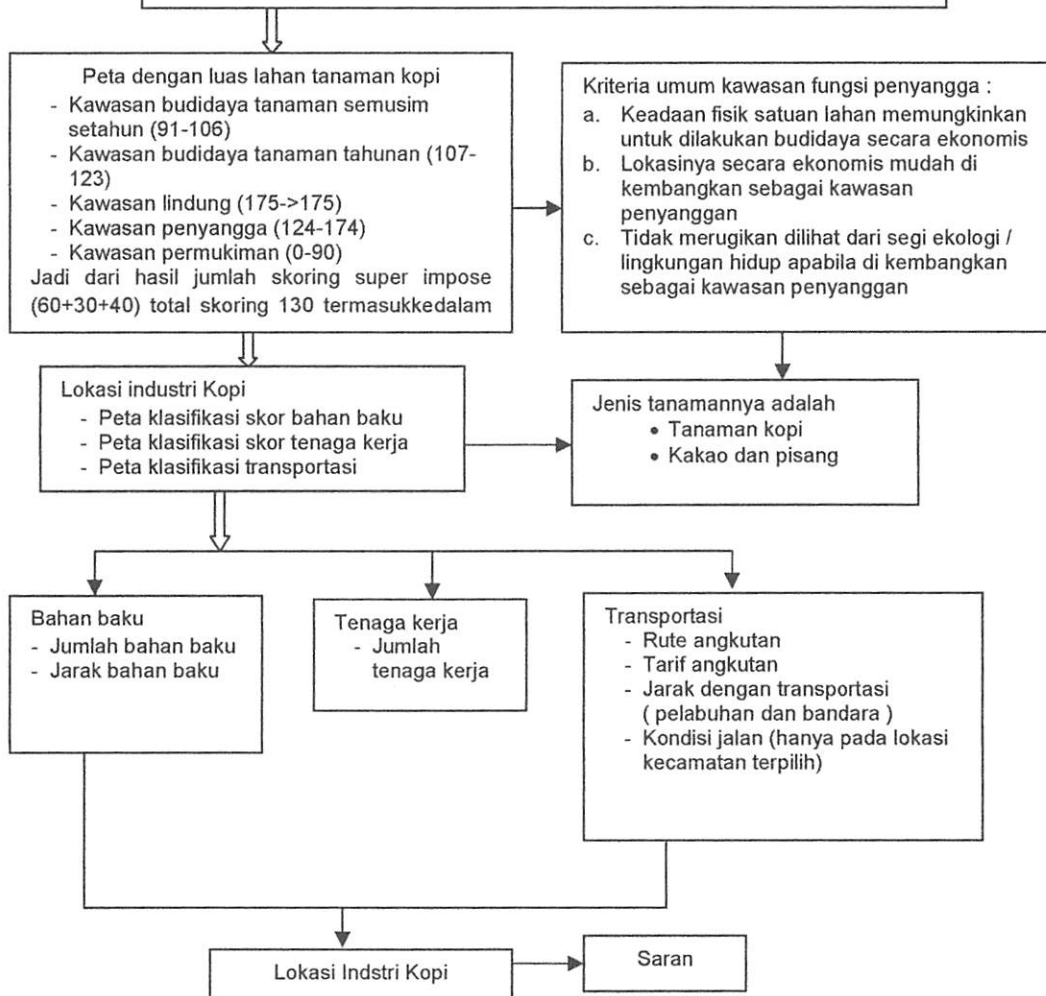 Peta dengan luas lahan tanaman kopi
- Kawasan budidaya tanaman semusim
setahun (91-106)
- Kawasan budidaya tanaman tahunan (107-
123)
- Kawasan lindung (175->175)
- Kawasan penyangga (124-174)
- Kawasan permukiman (0-90)
Jadi dari hasil jumlah skoring super impose
(60+30+40) total skoring 130 termasukkedalam
Kriteria umum kawasan fungsi penyangga :
a. Keadaan fisik satuan lahan memungkinkan
untuk dilakukan budidaya secara ekonomis
b. Lokasinya secara ekonomis mudah di
kembangkan sebagai kawasan
penyanggan
c. Tidak merugikan dilihat dari segi ekologi /
lingkungan hidup apabila di kembangkan
sebagai kawasan penyanggan
Lokasi industri Kopi
- Peta klasifikasi skor bahan baku
- Peta klasifikasi skor tenaga kerja
- Peta klasifikasi transportasi
Jenis tanamannya adalah
• Tanaman kopi
• Kakao dan pisang
Bahan baku
- Jumlah bahan baku
- Jarak bahan baku
Tenaga kerja
- Jumlah
tenaga kerja
Transportasi
- Rute angkutan
- Tarif angkutan
- Jarak dengan transportasi
( pelabuhan dan bandara )
- Kondisi jalan (hanya pada lokasi
kecamatan terpilih)
Lokasi Indstri Kopi
Saran